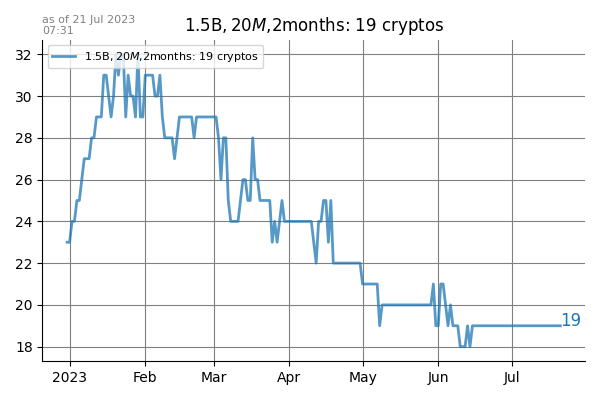 as of 21 Jul 2023
07:31
1.5B, 20M,2months: 19 cryptos
1.5B, 20M,2months: 19 cryptos
32
30
28
26
24
22
20
18
19
2023 Feb Mar Apr May Jun Jul